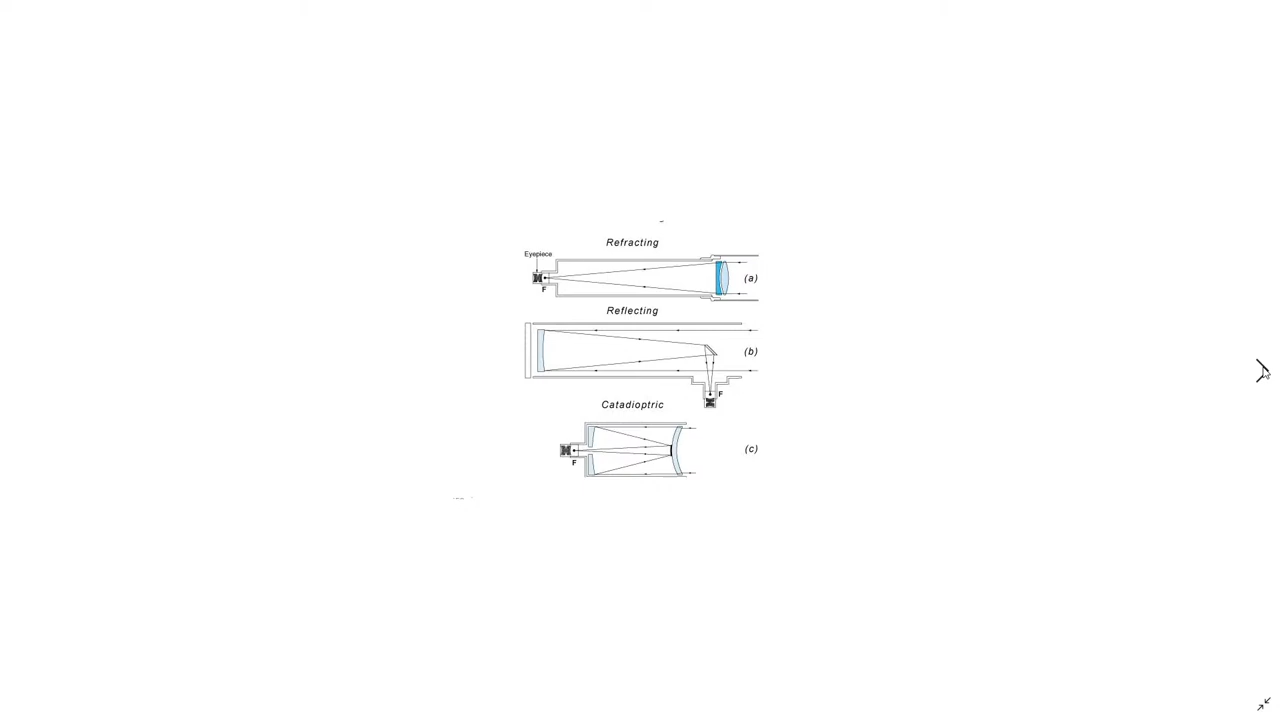 Refracting
Eyepiece
(a)
F
Reflecting
(b)
F
Catadioptric
(c)
F